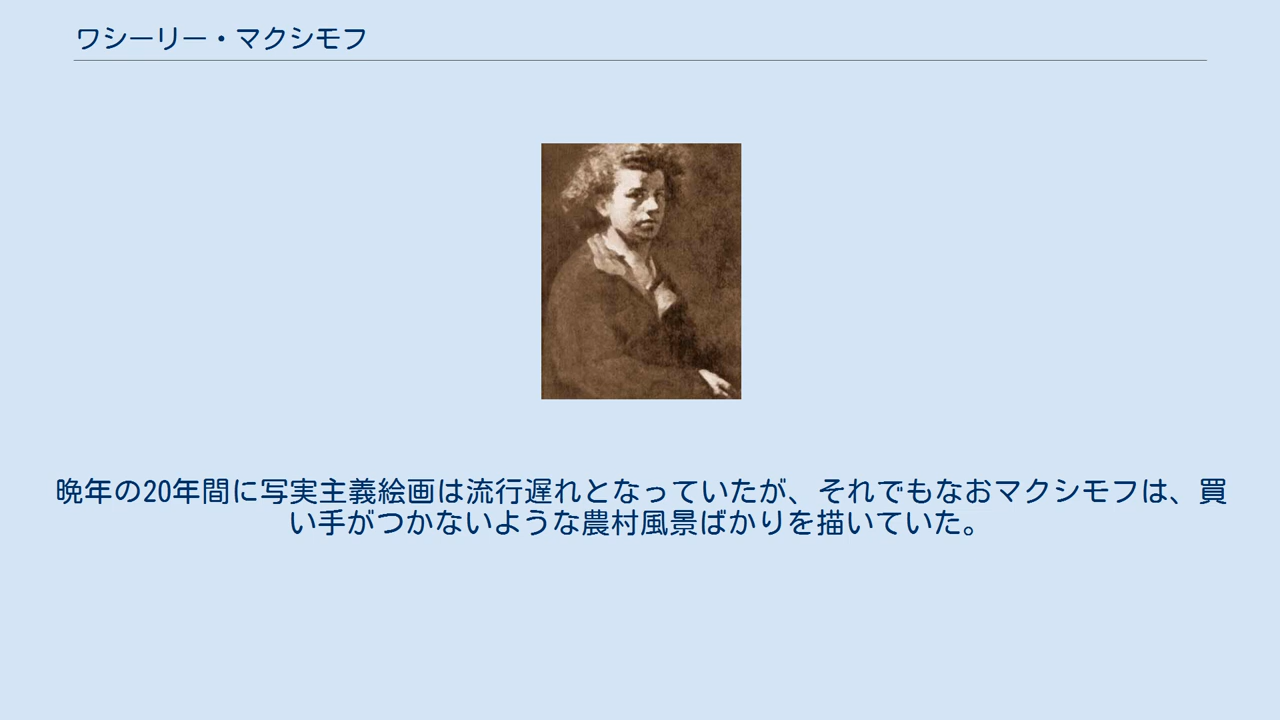 ワシーリー・マクシモフ
晩年の20年間に写実主義絵画は流行遅れとなっていたが、それでもなおマクシモフは、買
い手がつかないような農村風景ばかりを描いていた。